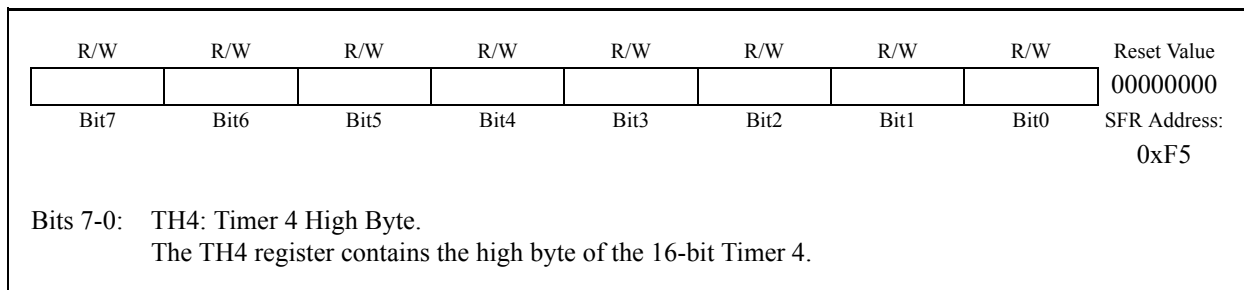 R/W R/W R/W R/W R/W R/W R/W R/W Reset Value
00000000
Bit7 Bit6 Bit5 Bit4 Bit3 Bit2 Bit1 Bit0 SFR Address:
0xF5
Bits 7-0: TH4: Timer 4 High Byte.
The TH4 register contains the high byte of the 16-bit Timer 4.